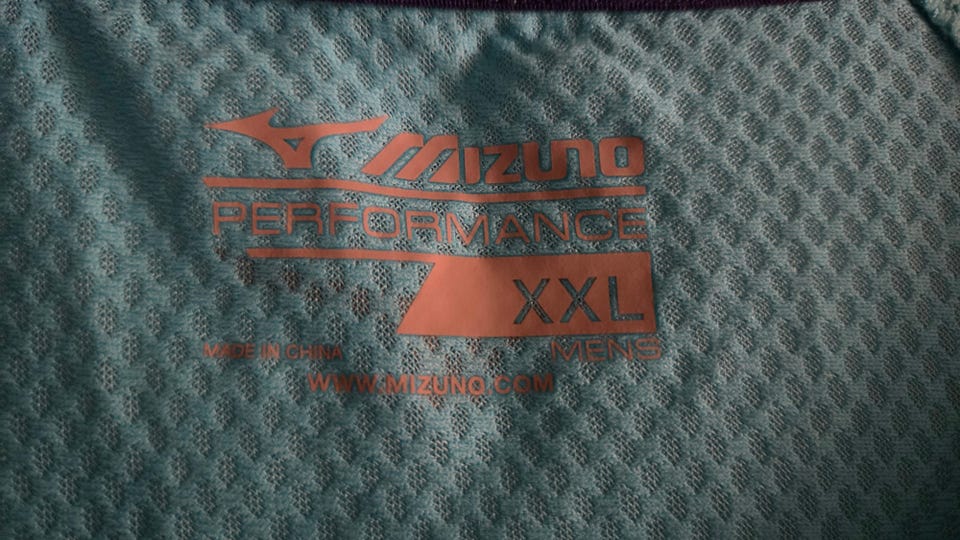 MIZUNO
PERFORMANCE
XXL
MENS
MADE IN CHINA
WWW.MIZUNO.COM